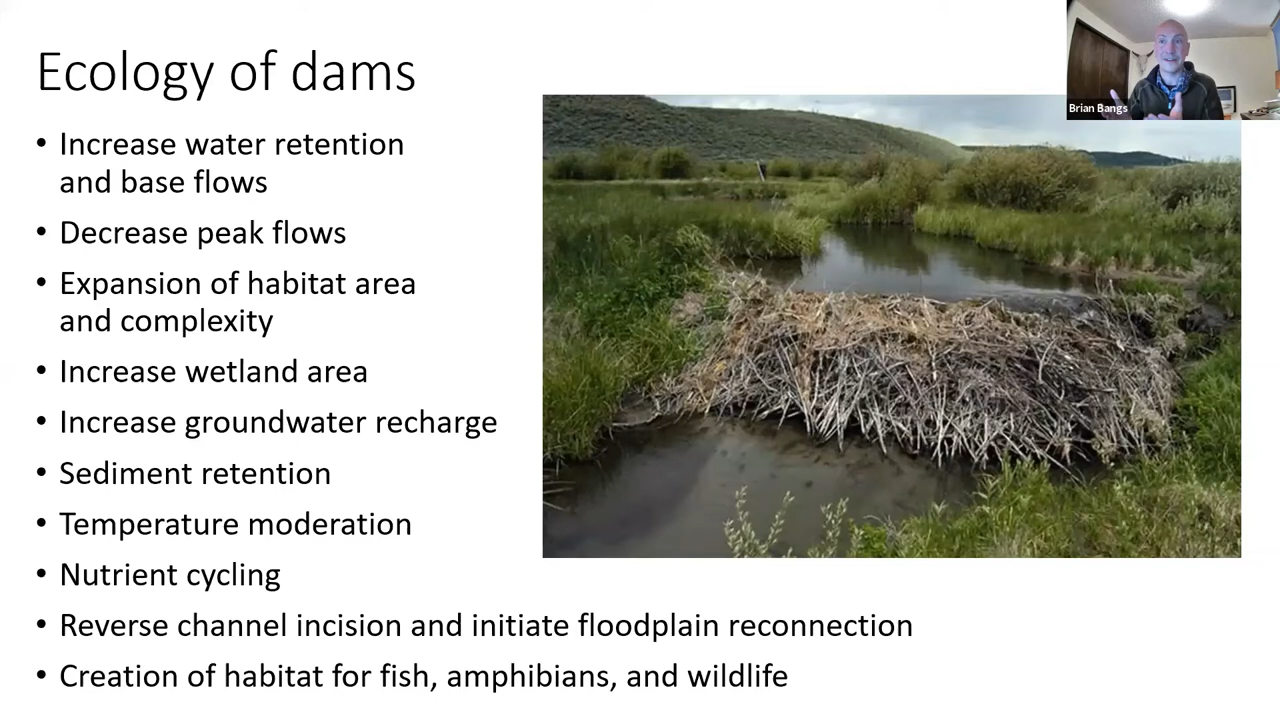 Ecology of dams
• Increase water retention
and base flows
• Decrease peak flows
• Expansion of habitat area
and complexity
• Increase wetland area
• Increase groundwater recharge
• Sediment retention
• Temperature moderation
• Nutrient cycling
• Reverse channel incision and initiate floodplain reconnection
• Creation of habitat for fish, amphibians, and wildlife
Brian Bangs